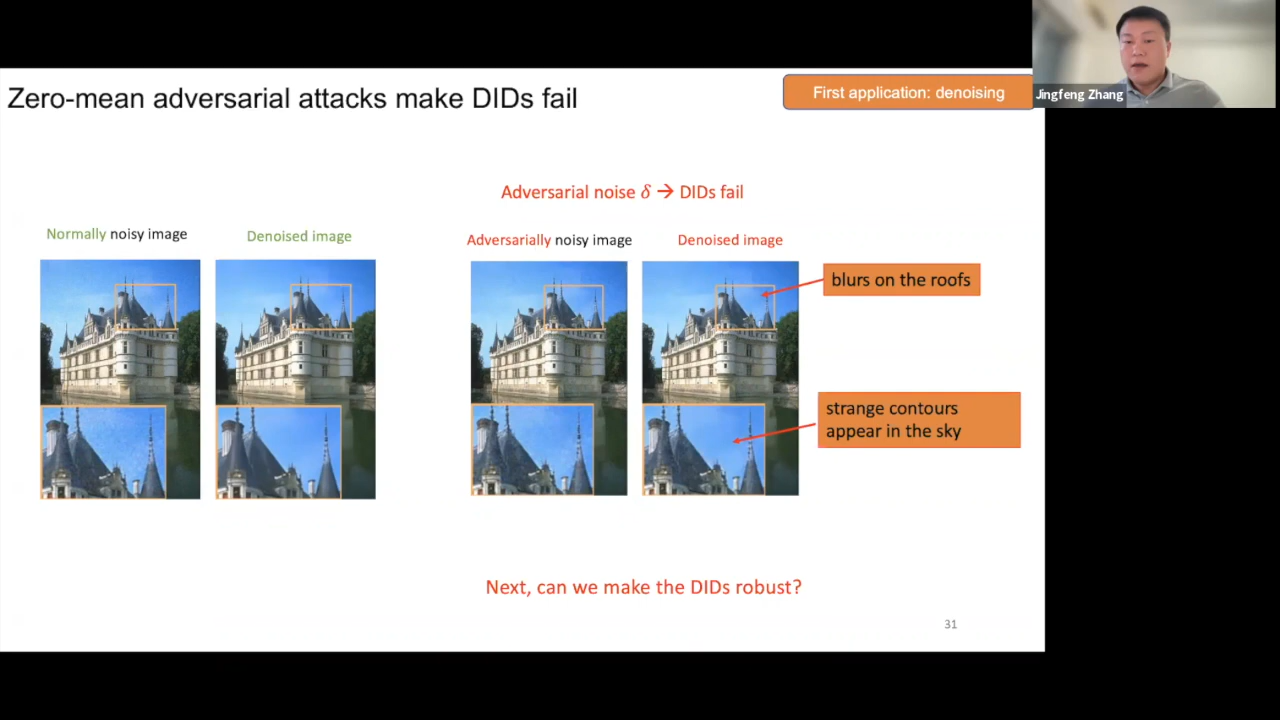 Zero-mean adversarial attacks make DIDs fail
First application: denoising
Jingfeng Zhang
Adversarial noise δ → DIDs fail
Normally noisy image
Denoised image
Adversarially noisy image
Denoised image
blurs on the roofs
strange contours
appear in the sky
Next, can we make the DIDs robust?
31